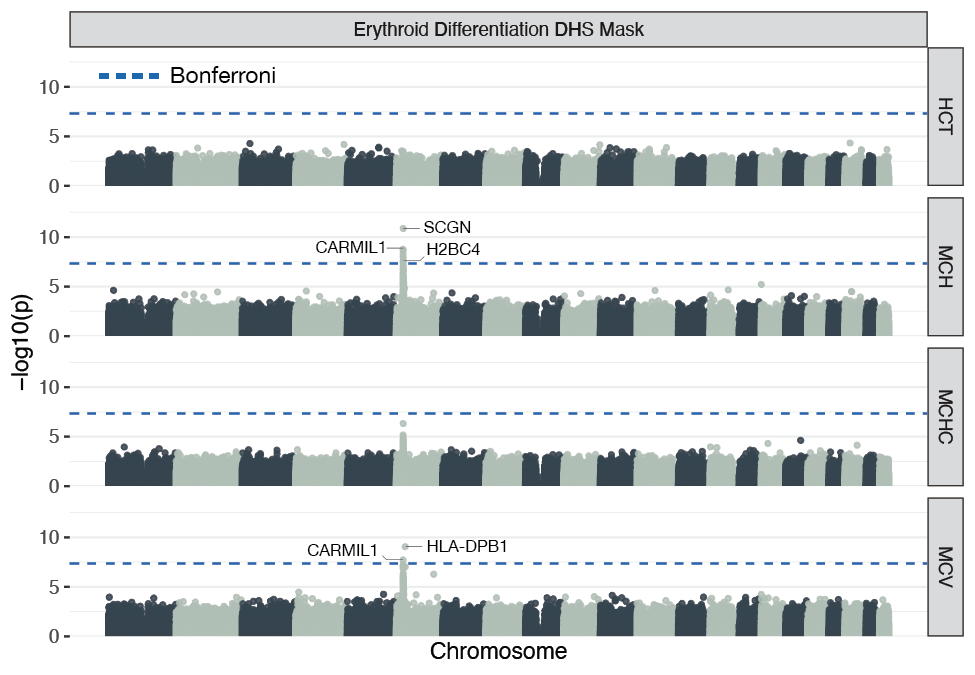 Erythroid Differentiation DHS Mask
Bonferroni
10
5
0
HCT
SCGN
CARMIL1
H2BC4
10
5
0
MCH
10
5
0
MCHC
CARMIL1
HLA-DPB1
10
5
0
MCV
−log10(p)
Chromosome